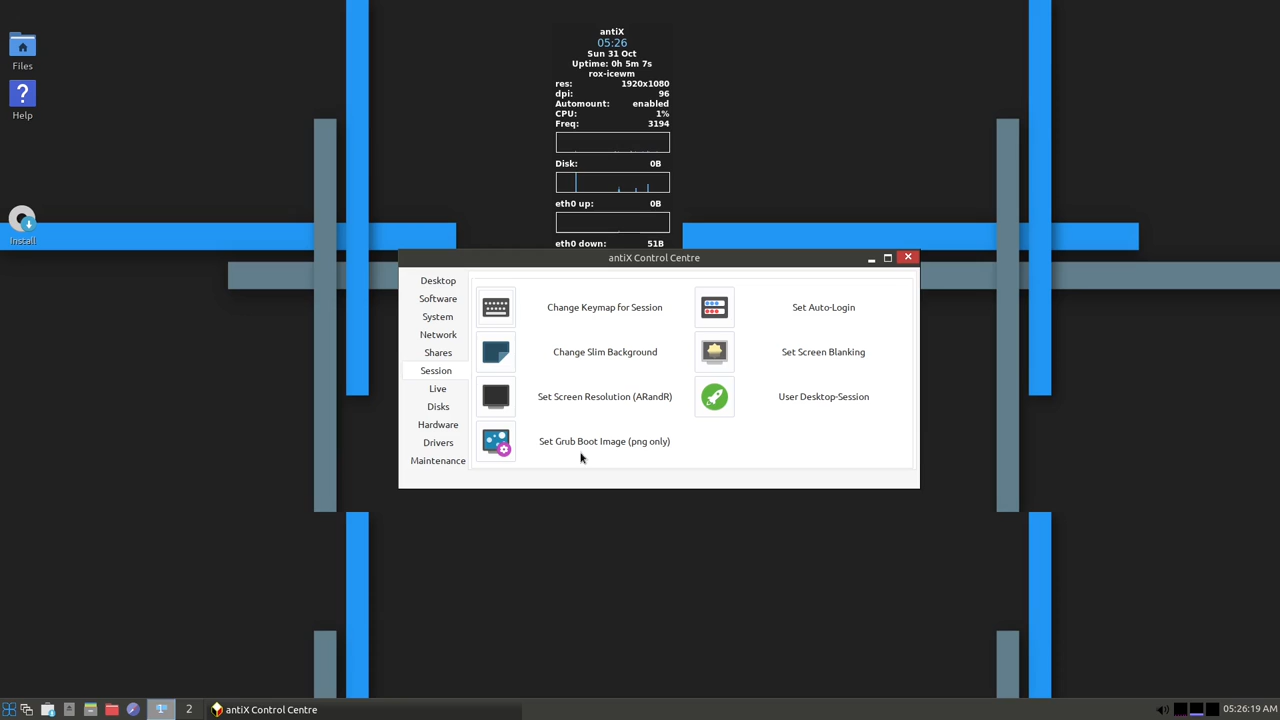 Files
?
Help
Install
antiX
05:26
Sun 31 Oct
Uptime: 0h 5m 7s
rox-icewm
res: 1920x1080
dpi: 96
Automount: enabled
CPU: 1%
Freq: 3194
Disk: 0B
eth0 up: 0B
eth0 down: 51B
antiX Control Centre
Desktop
Software
System
Network
Shares
Session
Live
Disks
Hardware
Drivers
Maintenance
Change Keymap for Session
Set Auto-Login
Change Slim Background
Set Screen Blanking
Set Screen Resolution (ARandR)
User Desktop-Session
Set Grub Boot Image (png only)
1
2
antiX Control Centre
05:26:19 AM